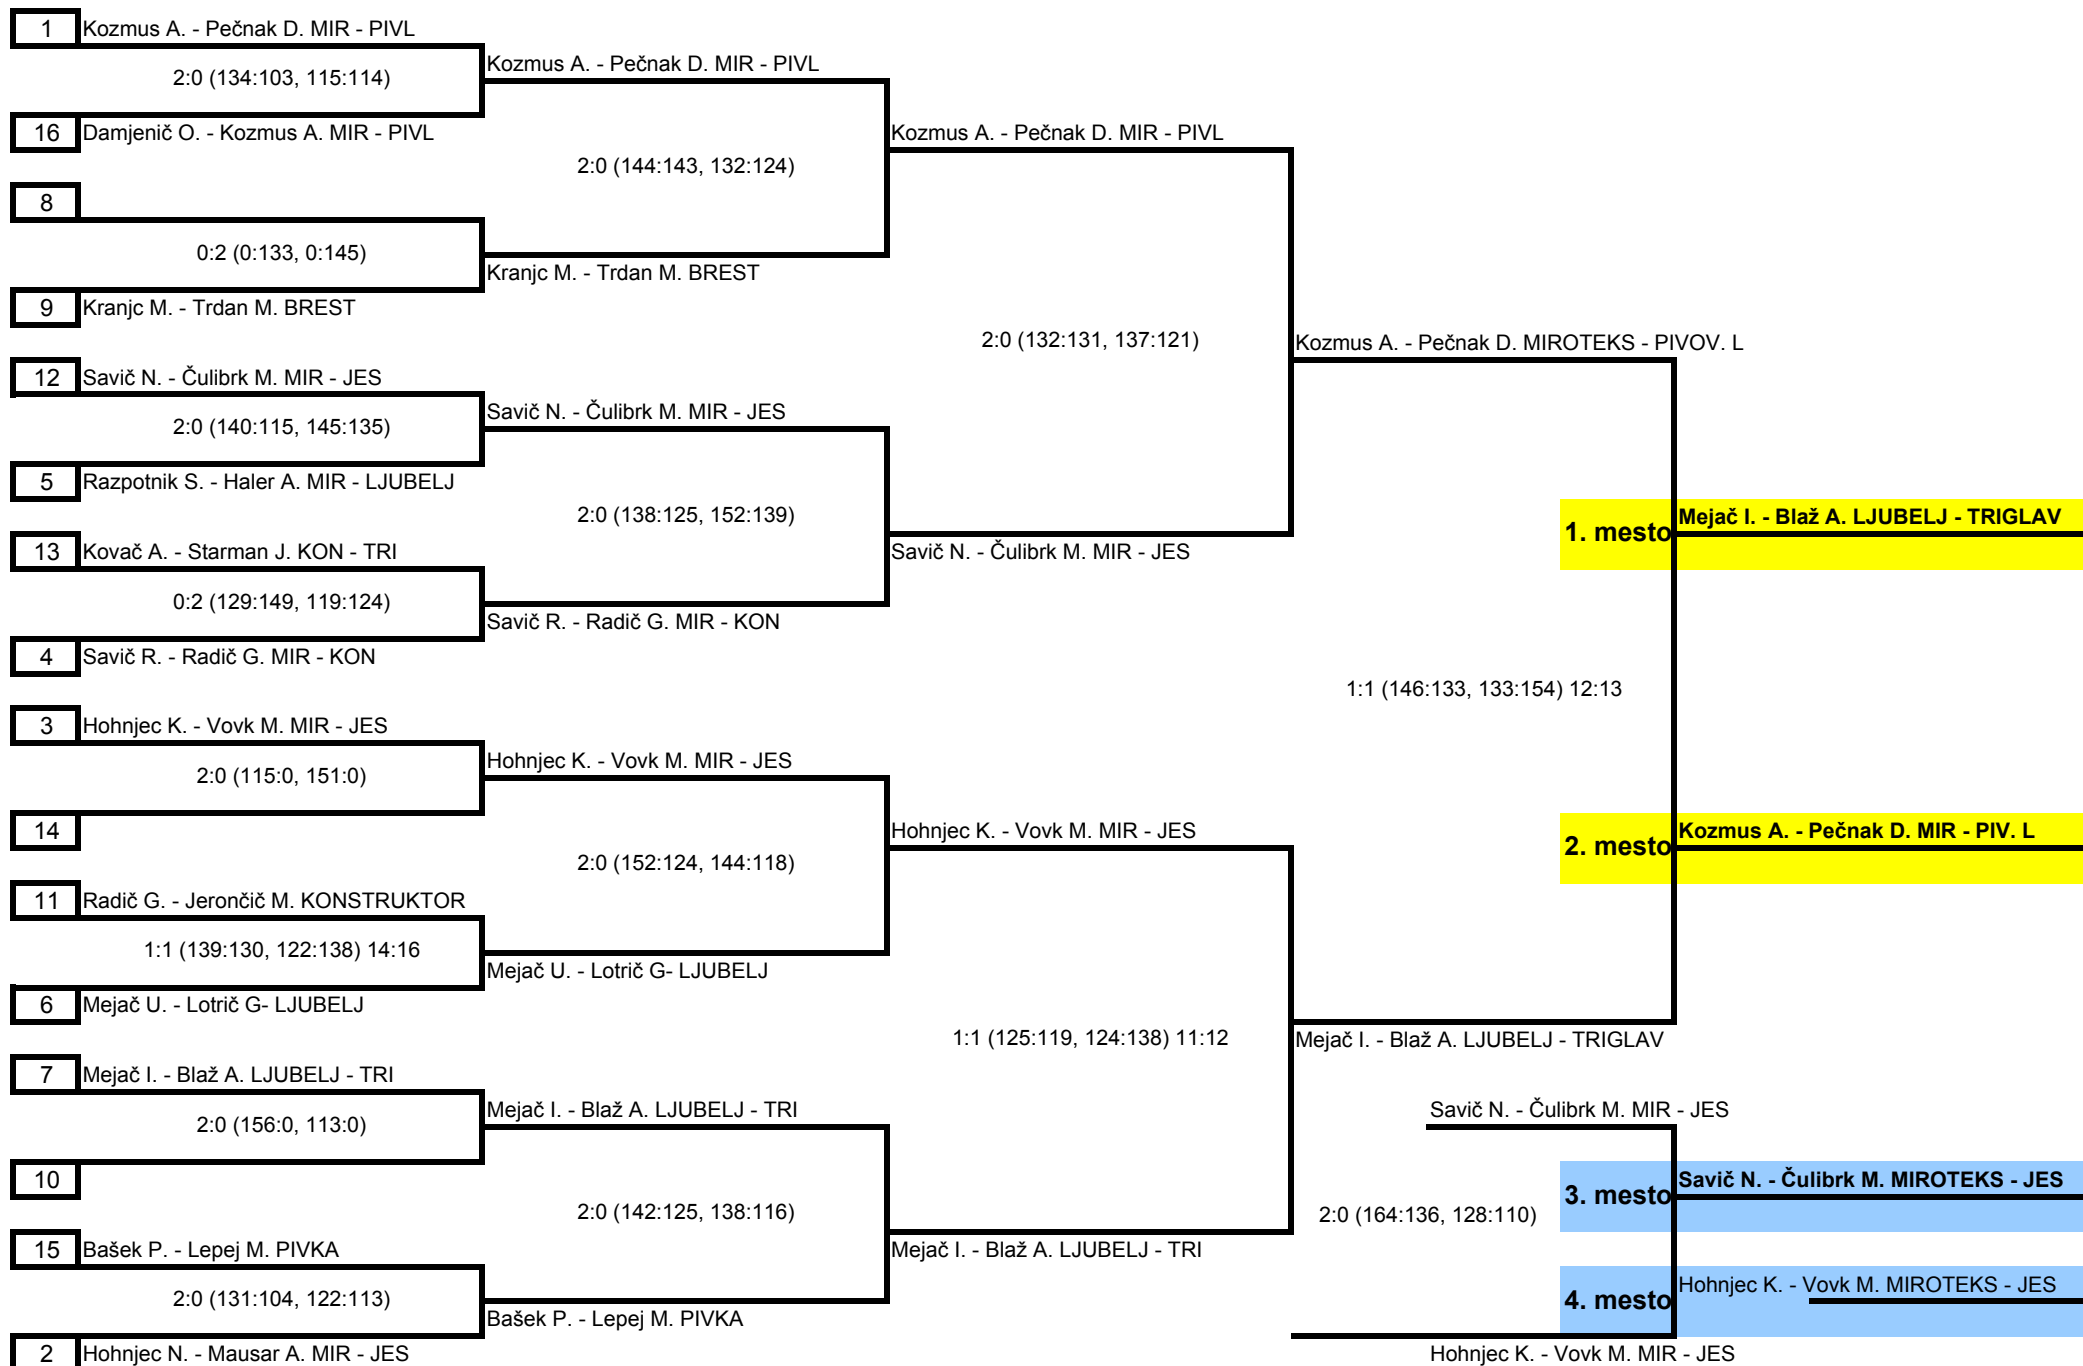 1 Kozmus A. - Pečnak D. MIR - PIVL
2:0 (134:103, 115:114)
16 Damjenič O. - Kozmus A. MIR - PIVL
8
0:2 (0:133, 0:145)
9 Kranjc M. - Trdan M. BREST
12 Savič N. - Čulibrk M. MIR - JES
2:0 (140:115, 145:135)
5 Razpotnik S. - Haler A. MIR - LJUBELJ
13 Kovač A. - Starman J. KON - TRI
0:2 (129:149, 119:124)
4 Savič R. - Radič G. MIR - KON
3 Hohnjec K. - Vovk M. MIR - JES
2:0 (115:0, 151:0)
14
11 Radič G. - Jerončič M. KONSTRUKTOR
1:1 (139:130, 122:138) 14:16
6 Mejač U. - Lotrič G- LJUBELJ
7 Mejač I. - Blaž A. LJUBELJ - TRI
2:0 (156:0, 113:0)
10
15 Bašek P. - Lepej M. PIVKA
2:0 (131:104, 122:113)
2 Hohnjec N. - Mausar A. MIR - JES
Kozmus A. - Pečnak D. MIR - PIVL
2:0 (144:143, 132:124)
Kranjc M. - Trdan M. BREST
Savič N. - Čulibrk M. MIR - JES
2:0 (138:125, 152:139)
Savič R. - Radič G. MIR - KON
Hohnjec K. - Vovk M. MIR - JES
2:0 (152:124, 144:118)
Mejač U. - Lotrič G- LJUBELJ
Mejač I. - Blaž A. LJUBELJ - TRI
2:0 (142:125, 138:116)
Bašek P. - Lepej M. PIVKA
Kozmus A. - Pečnak D. MIR - PIVL
2:0 (132:131, 137:121)
Savič N. - Čulibrk M. MIR - JES
Hohnjec K. - Vovk M. MIR - JES
1:1 (125:119, 124:138) 11:12
Mejač I. - Blaž A. LJUBELJ - TRI
Kozmus A. - Pečnak D. MIROTEKS - PIVOV. L
1:1 (146:133, 133:154) 12:13
Mejač I. - Blaž A. LJUBELJ - TRIGLAV
Savič N. - Čulibrk M. MIR - JES
2:0 (164:136, 128:110)
Hohnjec K. - Vovk M. MIR - JES
1. mesto Mejač I. - Blaž A. LJUBELJ - TRIGLAV
2. mesto Kozmus A. - Pečnak D. MIR - PIV. L
3. mesto Savič N. - Čulibrk M. MIROTEKS - JES
4. mesto Hohnjec K. - Vovk M. MIROTEKS - JES